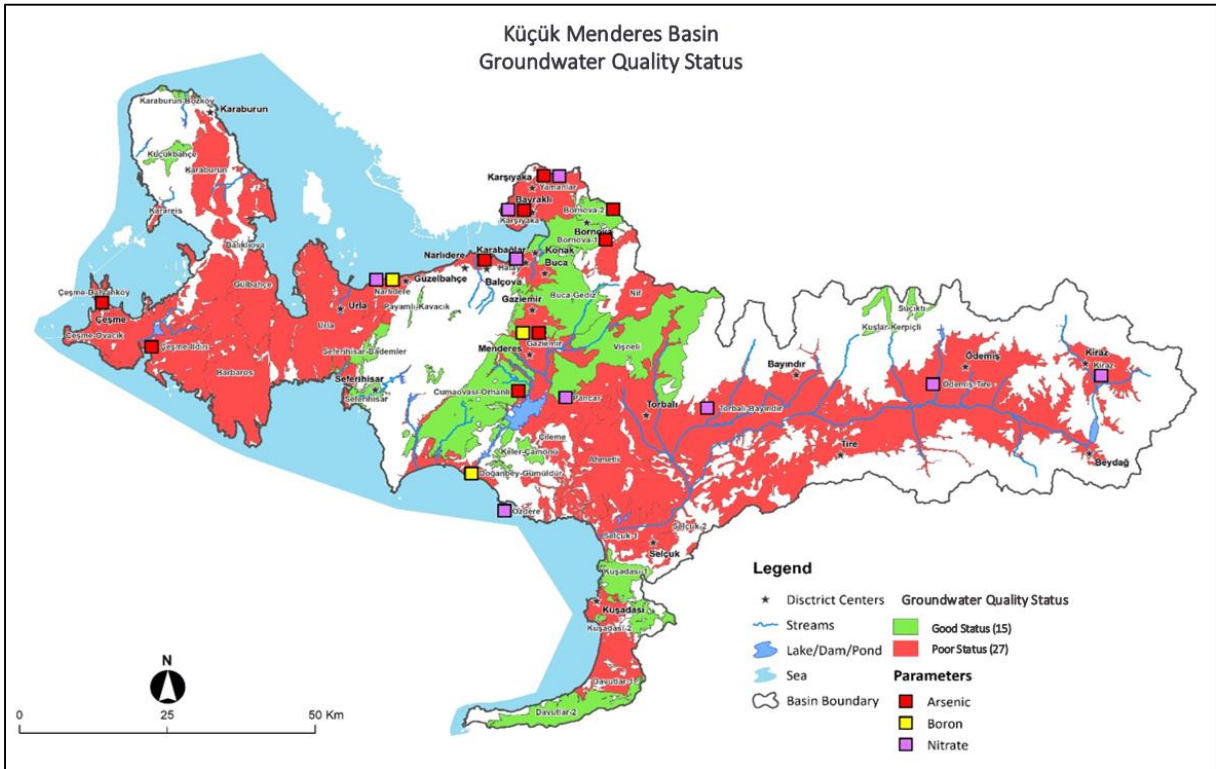 Küçük Menderes Basin
Groundwater Quality Status
Karaburun-Bozköy
Karaburun
Küçükbahçe
Karaburun
Karareis
Balıklıova
Gülbahçe
Çeşme-Dalyanköy
Çeşme
Çeşme-Ovacık
Çeşme-Ildırı
Barbaros
Urla
Urla
Narlıdere
Güzelbahçe
Payamlı-Kavacık
Seferihisar-Bademler
Seferihisar
Seferihisar
Karşıyaka
Yamanlar
Bayraklı
Karşıyaka
Bornova-2
Bornova
Bornova-1
Narlıdere
Karabağlar
Konak
Hatay
Buca
Balçova
Gaziemir
Buca-Gediz
Nif
Gaziemir
Menderes
Vişneli
Cumaovası-Orhanlı
Pancar
Torbalı
Torbalı-Bayındır
Bayındır
Kuşlar-Kerpiçli
Suçıktı
Ödemiş
Ödemiş-Tire
Kiraz
Kiraz
Tire
Beydağ
Çileme
Keler-Çamönü
Ahmetli
Doğanbey-Gümüldür
Özdere
Selçuk-1
Selçuk-2
Selçuk
Kuşadası-1
Kuşadası
Kuşadası-2
Davutlar-1
Davutlar-2
Legend
Disctrict Centers
Streams
Lake/Dam/Pond
Sea
Basin Boundary
Groundwater Quality Status
Good Status (15)
Poor Status (27)
Parameters
Arsenic
Boron
Nitrate
N
0 25 50 Km